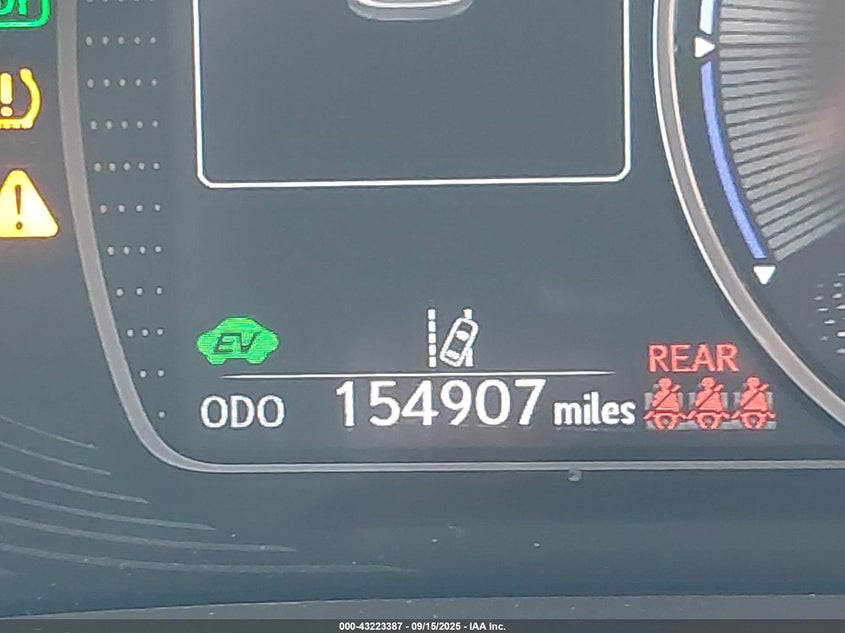 EV
REAR
ODO 154907 miles
000-43223387 - 09/15/2025 - IAA Inc.